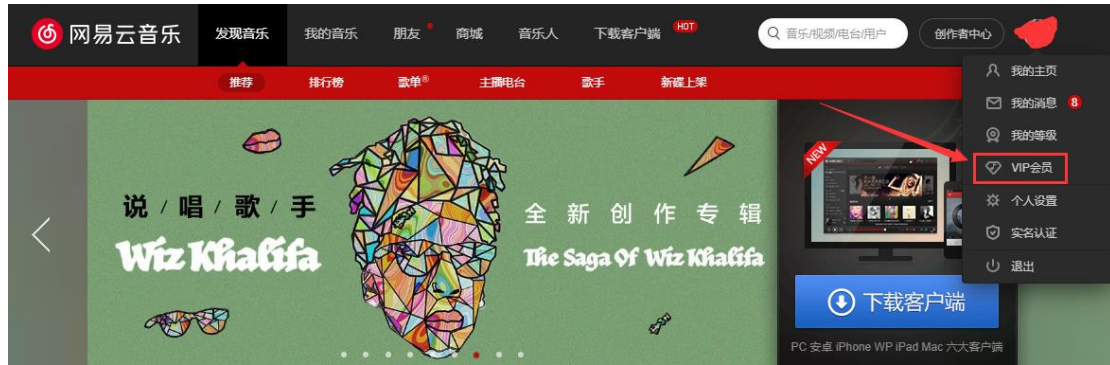 网易云音乐
发现音乐 我的音乐 朋友 商城 音乐人 下载客户端 HOT
音乐/视频/电台/用户
创作者中心
推荐 排行榜 歌单® 主播电台 歌手 新碟上架
我的主页
我的消息 8
我的等级
VIP会员
个人设置
实名认证
退出
说/唱/歌/手
Wiz Khalifa
全新创作专辑
The Saga Of Wiz Khalifa
NEW
下载客户端
PC 安卓 iPhone WP iPad Mac 六大客户端